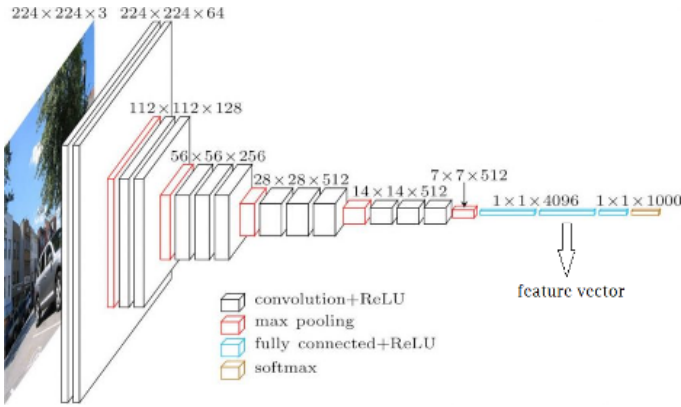 224×224×3
224×224×64
112×112×128
56×56×256
28×28×512
14×14×512
7×7×512
1×1×4096
1×1×1000
feature vector
convolution+ReLU
max pooling
fully connected+ReLU
softmax